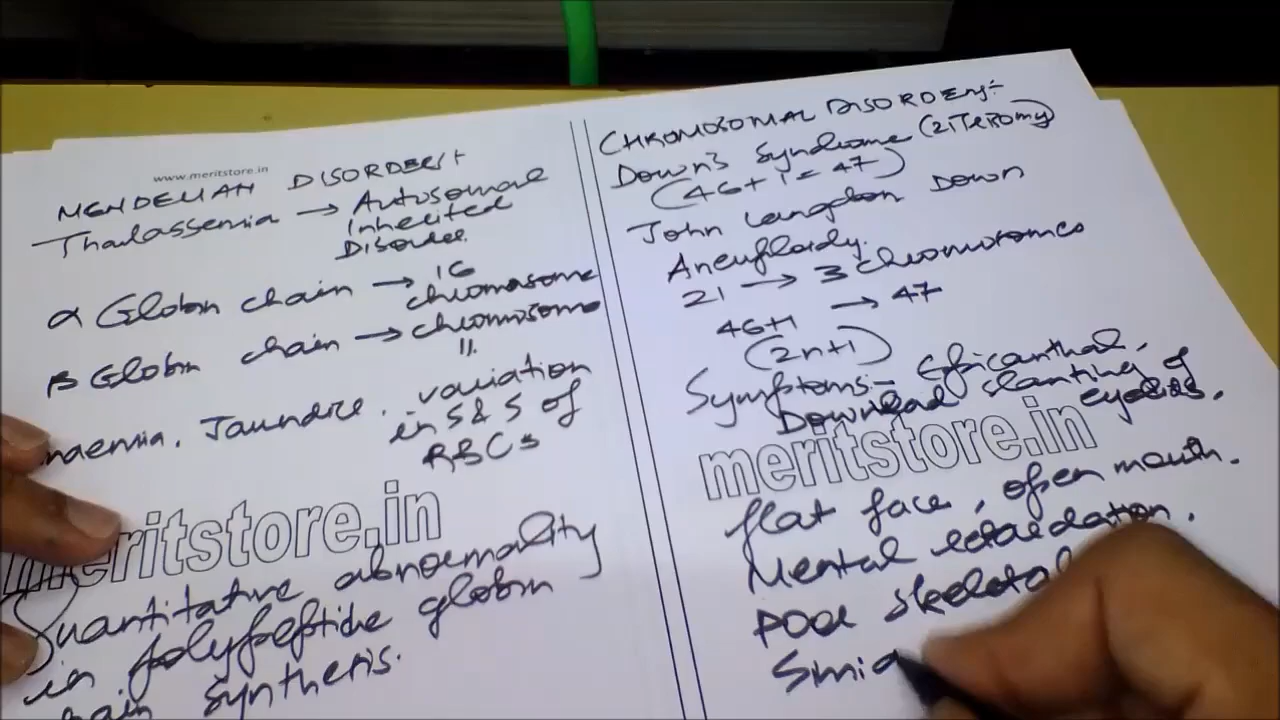 www.meritstore.in
MENDELIAN DISORDERS:
Thalassemia → Autosomal
Inherited
Disorder.
α Globin chain → 16
chromosome
β Globin chain → chromosome
11.
naemia, Jaundice, variation
in S & S of
RBCs
meritstore.in
Quantitative abnormality
in polypeptide globin
chain synthesis.
CHROMOSOMAL DISORDERS:-
Down's Syndrome (21
(46+1=47)
John Langdon Down
Aneuploidy.
21 → 3 chromosomes
46+1 → 47
(2n+1)
Symptoms:- Epicanthal,
Downward slanting of
eyelids.
meritstore.in
flat face, open mouth.
Mental retardation.
Poor skeletal